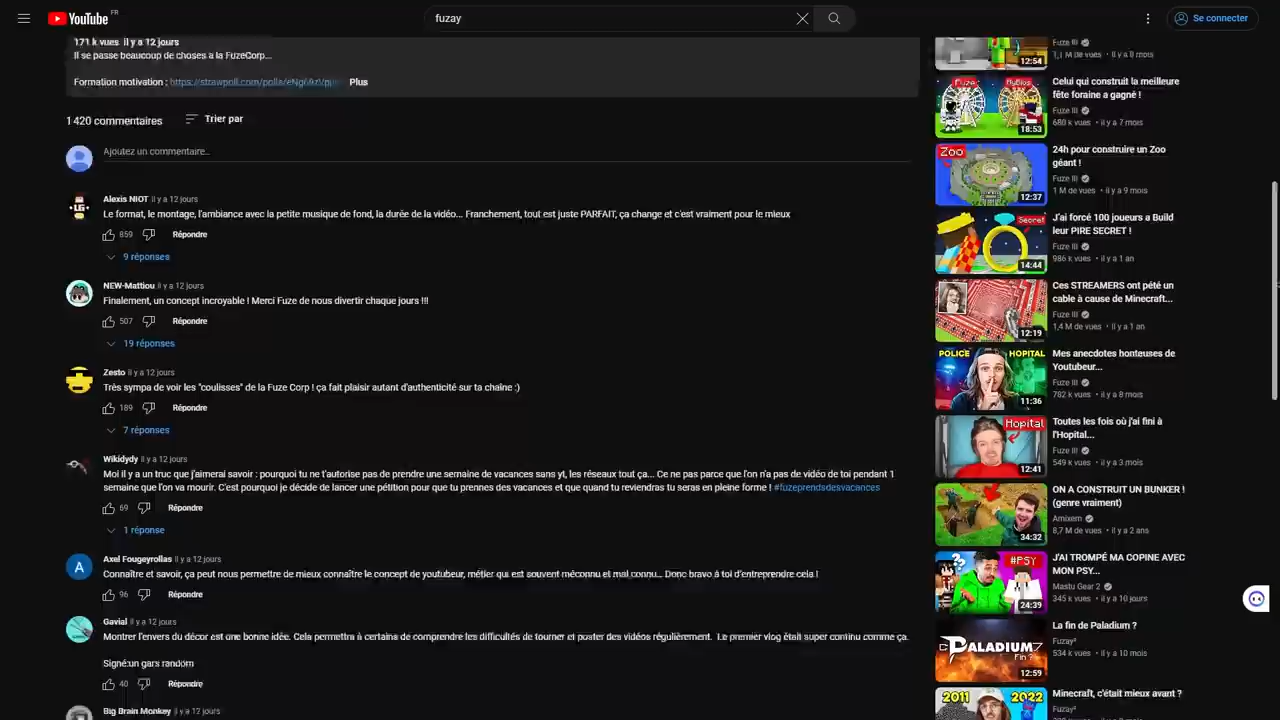 YouTube FR
fuzay
Se connecter
171 k vues il y a 12 jours
Il se passe beaucoup de choses a la FuzeCorp...
Formation motivation :
Plus
1 420 commentaires
Trier par
Ajoutez un commentaire...
Alexis NIOT il y a 12 jours
Le format, le montage, l'ambiance avec la petite musique de fond, la durée de la vidéo... Franchement, tout est juste PARFAIT, ça change et c'est vraiment pour le mieux
859 Répondre
9 réponses
NEW-Mattiou il y a 12 jours
Finalement, un concept incroyable ! Merci Fuze de nous divertir chaque jours !!!
507 Répondre
19 réponses
Zesto il y a 12 jours
Très sympa de voir les "coulisses" de la Fuze Corp ! ça fait plaisir autant d'authenticité sur ta chaîne :)
189 Répondre
7 réponses
Wikidydy il y a 12 jours
Moi il y a un truc que j'aimerai savoir : pourquoi tu ne t'autorise pas de prendre une semaine de vacances sans yt, les réseaux tout ça... Ce ne pas parce que l'on n'a pas de vidéo de toi pendant 1
semaine que l'on va mourir. C'est pourquoi je décide de lancer une pétition pour que tu prennes des vacances et que quand tu reviendras tu seras en pleine forme ! #fuzeprendsdesvacances
69 Répondre
1 réponse
A
Axel Fougeyrollas il y a 12 jours
Connaître et savoir, ça peut nous permettre de mieux connaître le concept de youtubeur, métier qui est souvent méconnu et mal connu... Donc bravo à toi d'entreprendre cela !
96 Répondre
Gavial il y a 12 jours
Montrer l'envers du décor est une bonne idée. Cela permettra à certains de comprendre les difficultés de tourner et poster des vidéos régulièrement. Le premier vlog était super continu comme ça.
Signé:un gars random
40 Répondre
Big Brain Monkey il y a 12 jours
12:54
Fuze III
1,1 M de vues • il y a 8 mois
Fuze
MyBlos
18:53
Celui qui construit la meilleure
fête foraine a gagné !
Fuze III
680 k vues • il y a 7 mois
Zoo
12:37
24h pour construire un Zoo
géant !
Fuze III
1 M de vues • il y a 9 mois
Secret
14:44
J'ai forcé 100 joueurs a Build
leur PIRE SECRET !
Fuze III
986 k vues • il y a 1 an
12:19
Ces STREAMERS ont pété un
cable à cause de Minecraft...
Fuze III
1,4 M de vues • il y a 1 an
POLICE HOPITAL
11:36
Mes anecdotes honteuses de
Youtubeur...
Fuze III
782 k vues • il y a 8 mois
Hopital
12:41
Toutes les fois où j'ai fini à
l'Hopital...
Fuze III
549 k vues • il y a 3 mois
34:32
ON A CONSTRUIT UN BUNKER !
(genre vraiment)
Amixem
8,7 M de vues • il y a 2 ans
??
#PSY
24:39
J'AI TROMPÉ MA COPINE AVEC
MON PSY...
Mastu Gear 2
345 k vues • il y a 10 jours
PALADIUM
Fin ?
12:59
La fin de Paladium ?
Fuzay²
534 k vues • il y a 10 mois
2011 2022
Minecraft, c'était mieux avant ?
Fuzay²